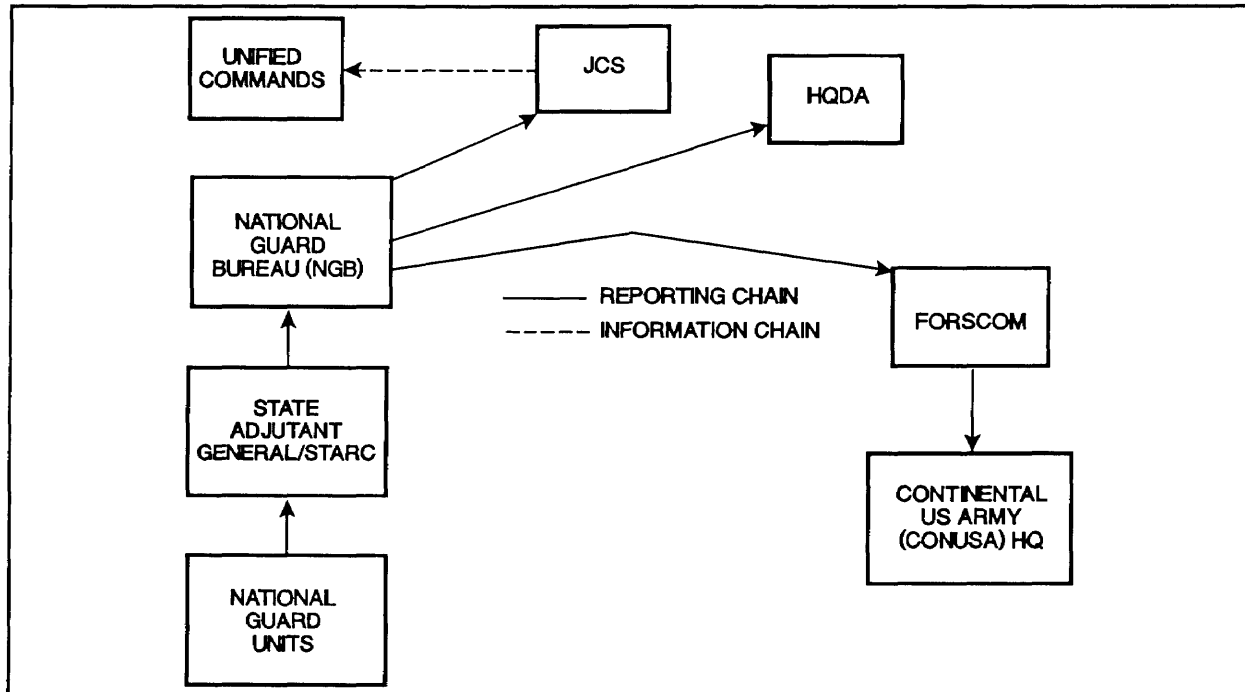 UNIFIED
COMMANDS
JCS
HQDA
NATIONAL
GUARD
BUREAU (NGB)
REPORTING CHAIN
INFORMATION CHAIN
FORSCOM
STATE
ADJUTANT
GENERAL/STARC
CONTINENTAL
US ARMY
(CONUSA) HQ
NATIONAL
GUARD
UNITS